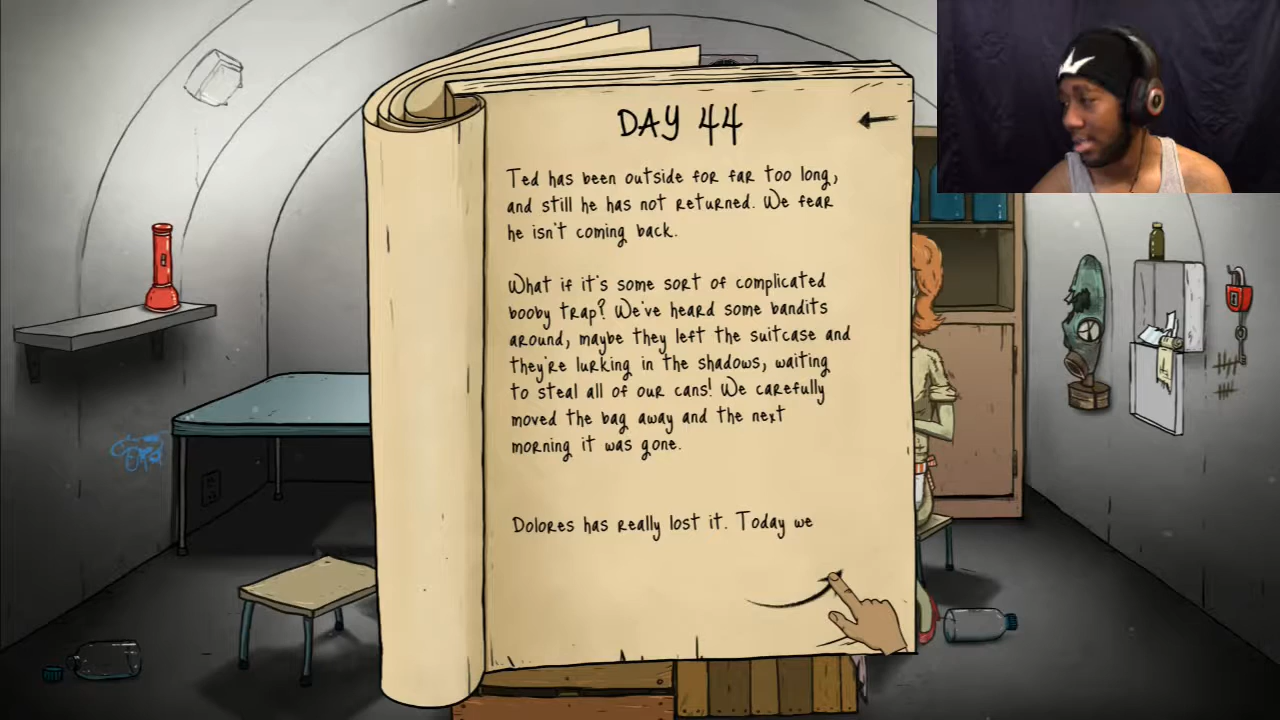 DAY 44
Ted has been outside for far too long,
and still he has not returned. We fear
he isn't coming back.
What if it's some sort of complicated
booby trap? We've heard some bandits
around, maybe they left the suitcase and
they're lurking in the shadows, waiting
to steal all of our cans! We carefully
moved the bag away and the next
morning it was gone.
Dolores has really lost it. Today we